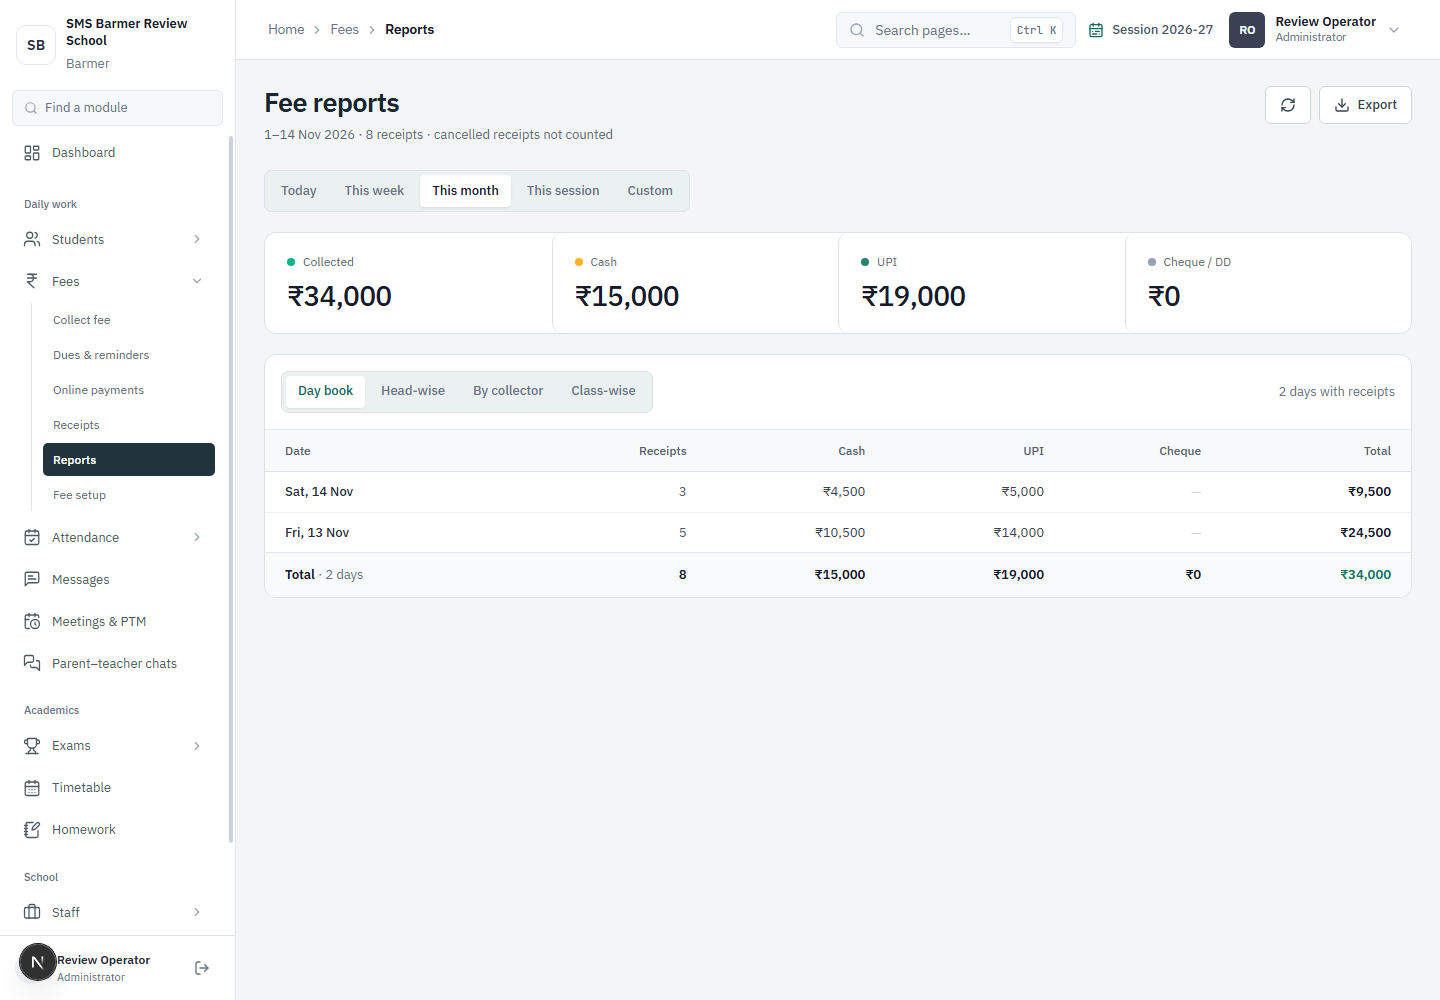 SMS Barmer Review
School
SB
Barmer
Find a module
Dashboard
Daily work
Students
Fees
Collect fee
Dues & reminders
Online payments
Receipts
Reports
Fee setup
Attendance
Messages
Meetings & PTM
Parent–teacher chats
Academics
Exams
Timetable
Homework
School
Staff
N
Review Operator
Administrator
Home > Fees > Reports
Search pages... Ctrl K
Session 2026-27
RO
Review Operator
Administrator
Fee reports
1–14 Nov 2026 · 8 receipts · cancelled receipts not counted
Export
Today This week This month This session Custom
Collected Cash UPI Cheque / DD
₹34,000 ₹15,000 ₹19,000 ₹0
Day book Head-wise By collector Class-wise 2 days with receipts
Date Receipts Cash UPI Cheque Total
Sat, 14 Nov 3 ₹4,500 ₹5,000 — ₹9,500
Fri, 13 Nov 5 ₹10,500 ₹14,000 — ₹24,500
Total · 2 days 8 ₹15,000 ₹19,000 ₹0 ₹34,000